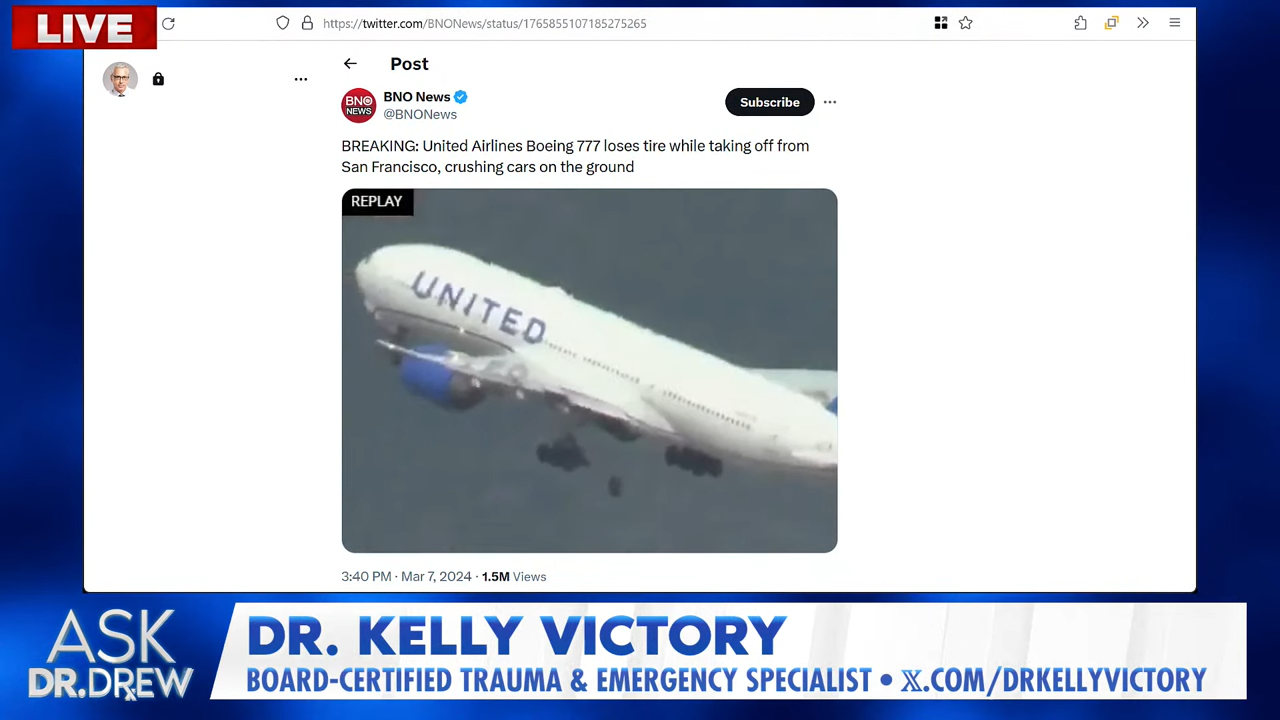 LIVE
https://twitter.com/BNONews/status/1765855107185275265
Post
BNO NEWS
BNO News
@BNONews
Subscribe
BREAKING: United Airlines Boeing 777 loses tire while taking off from
San Francisco, crushing cars on the ground
REPLAY
UNITED
3:40 PM · Mar 7, 2024 · 1.5M Views
ASK
DR.DREW
DR. KELLY VICTORY
BOARD-CERTIFIED TRAUMA & EMERGENCY SPECIALIST • X.COM/DRKELLYVICTORY